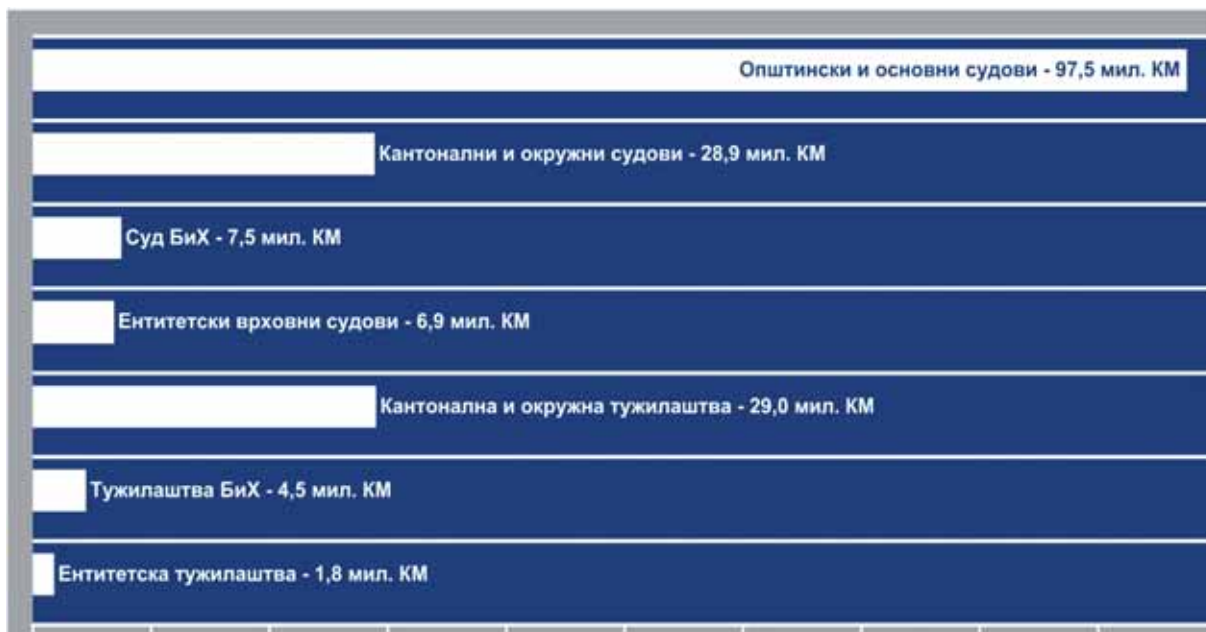 Општински и основни судови - 97,5 мил. КМ
Кантонални и окружни судови - 28,9 мил. КМ
Суд БиХ - 7,5 мил. КМ
Ентитетски врховни судови - 6,9 мил. КМ
Кантонална и окружна тужилаштва - 29,0 мил. КМ
Тужилаштва БиХ - 4,5 мил. КМ
Ентитетска тужилаштва - 1,8 мил. КМ